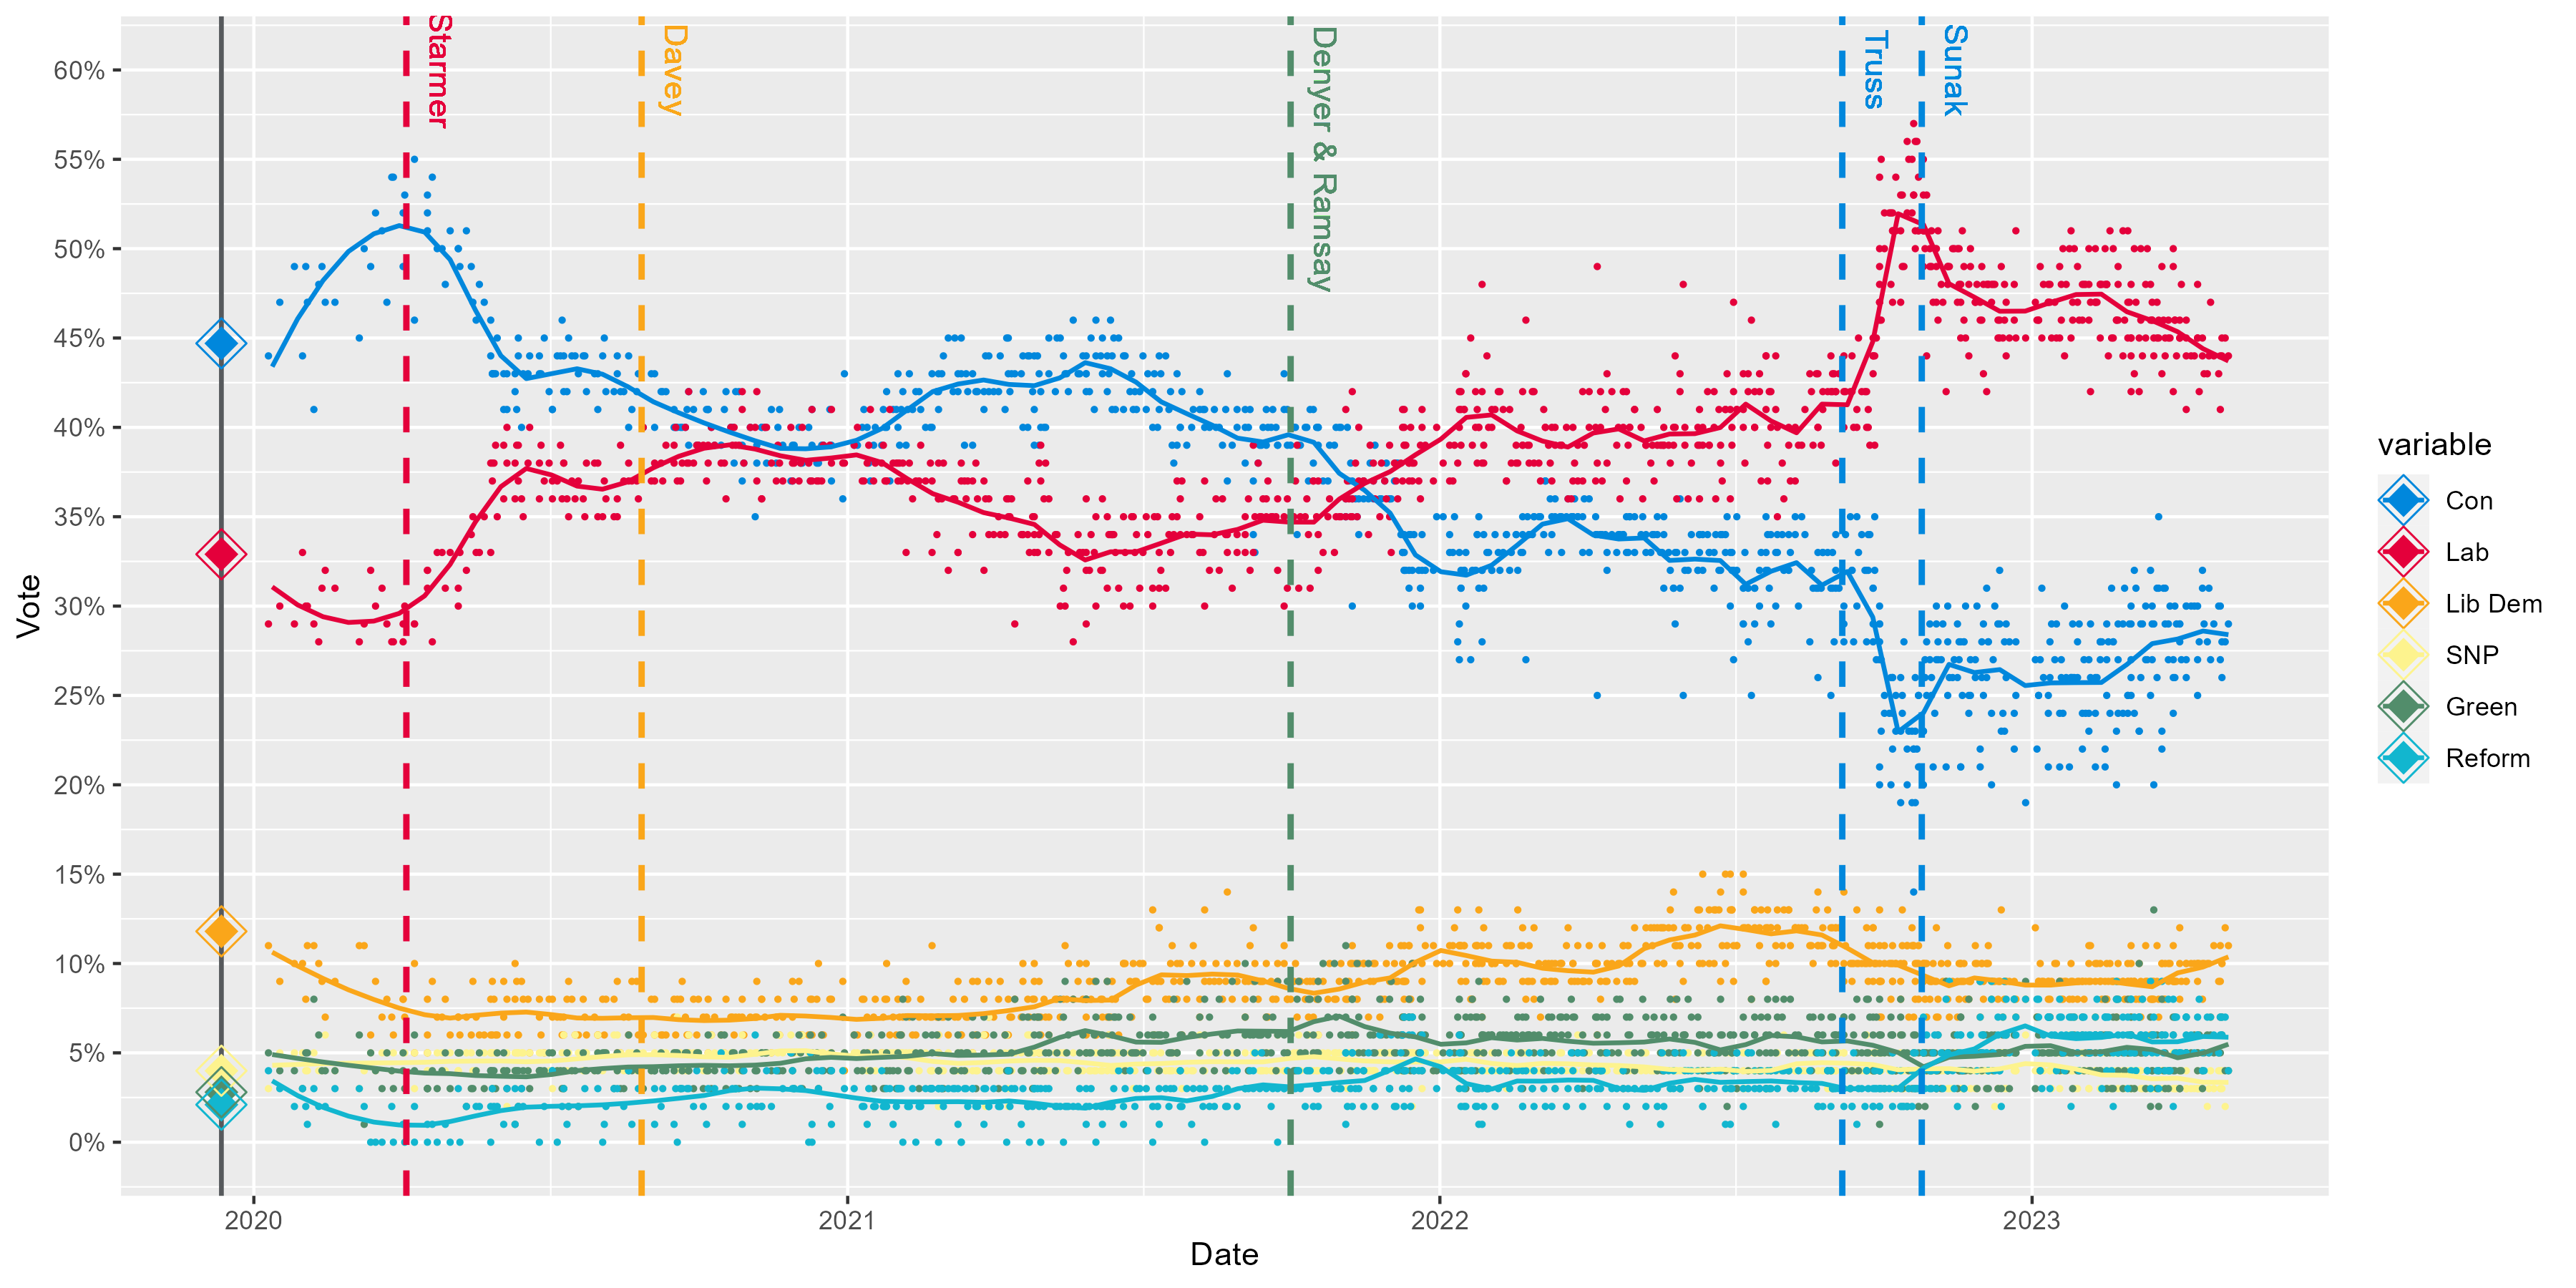 Starmer
Davey
Denyer & Ramsay
Truss
Sunak
60%
55%
50%
45%
40%
35%
30%
25%
20%
15%
10%
5%
0%
Vote
2020
2021
2022
2023
Date
variable
Con
Lab
Lib Dem
SNP
Green
Reform